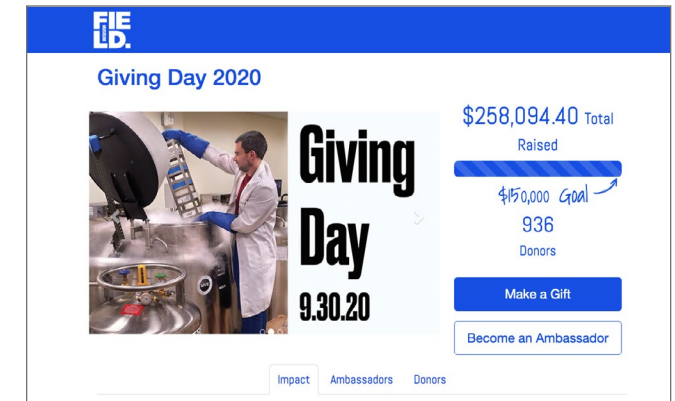 FIE
LD.
Giving Day 2020
Giving
Day
9.30.20
$258,094.40 Total
Raised
$150,000 Goal
936
Donors
Make a Gift
Become an Ambassador
Impact Ambassadors Donors